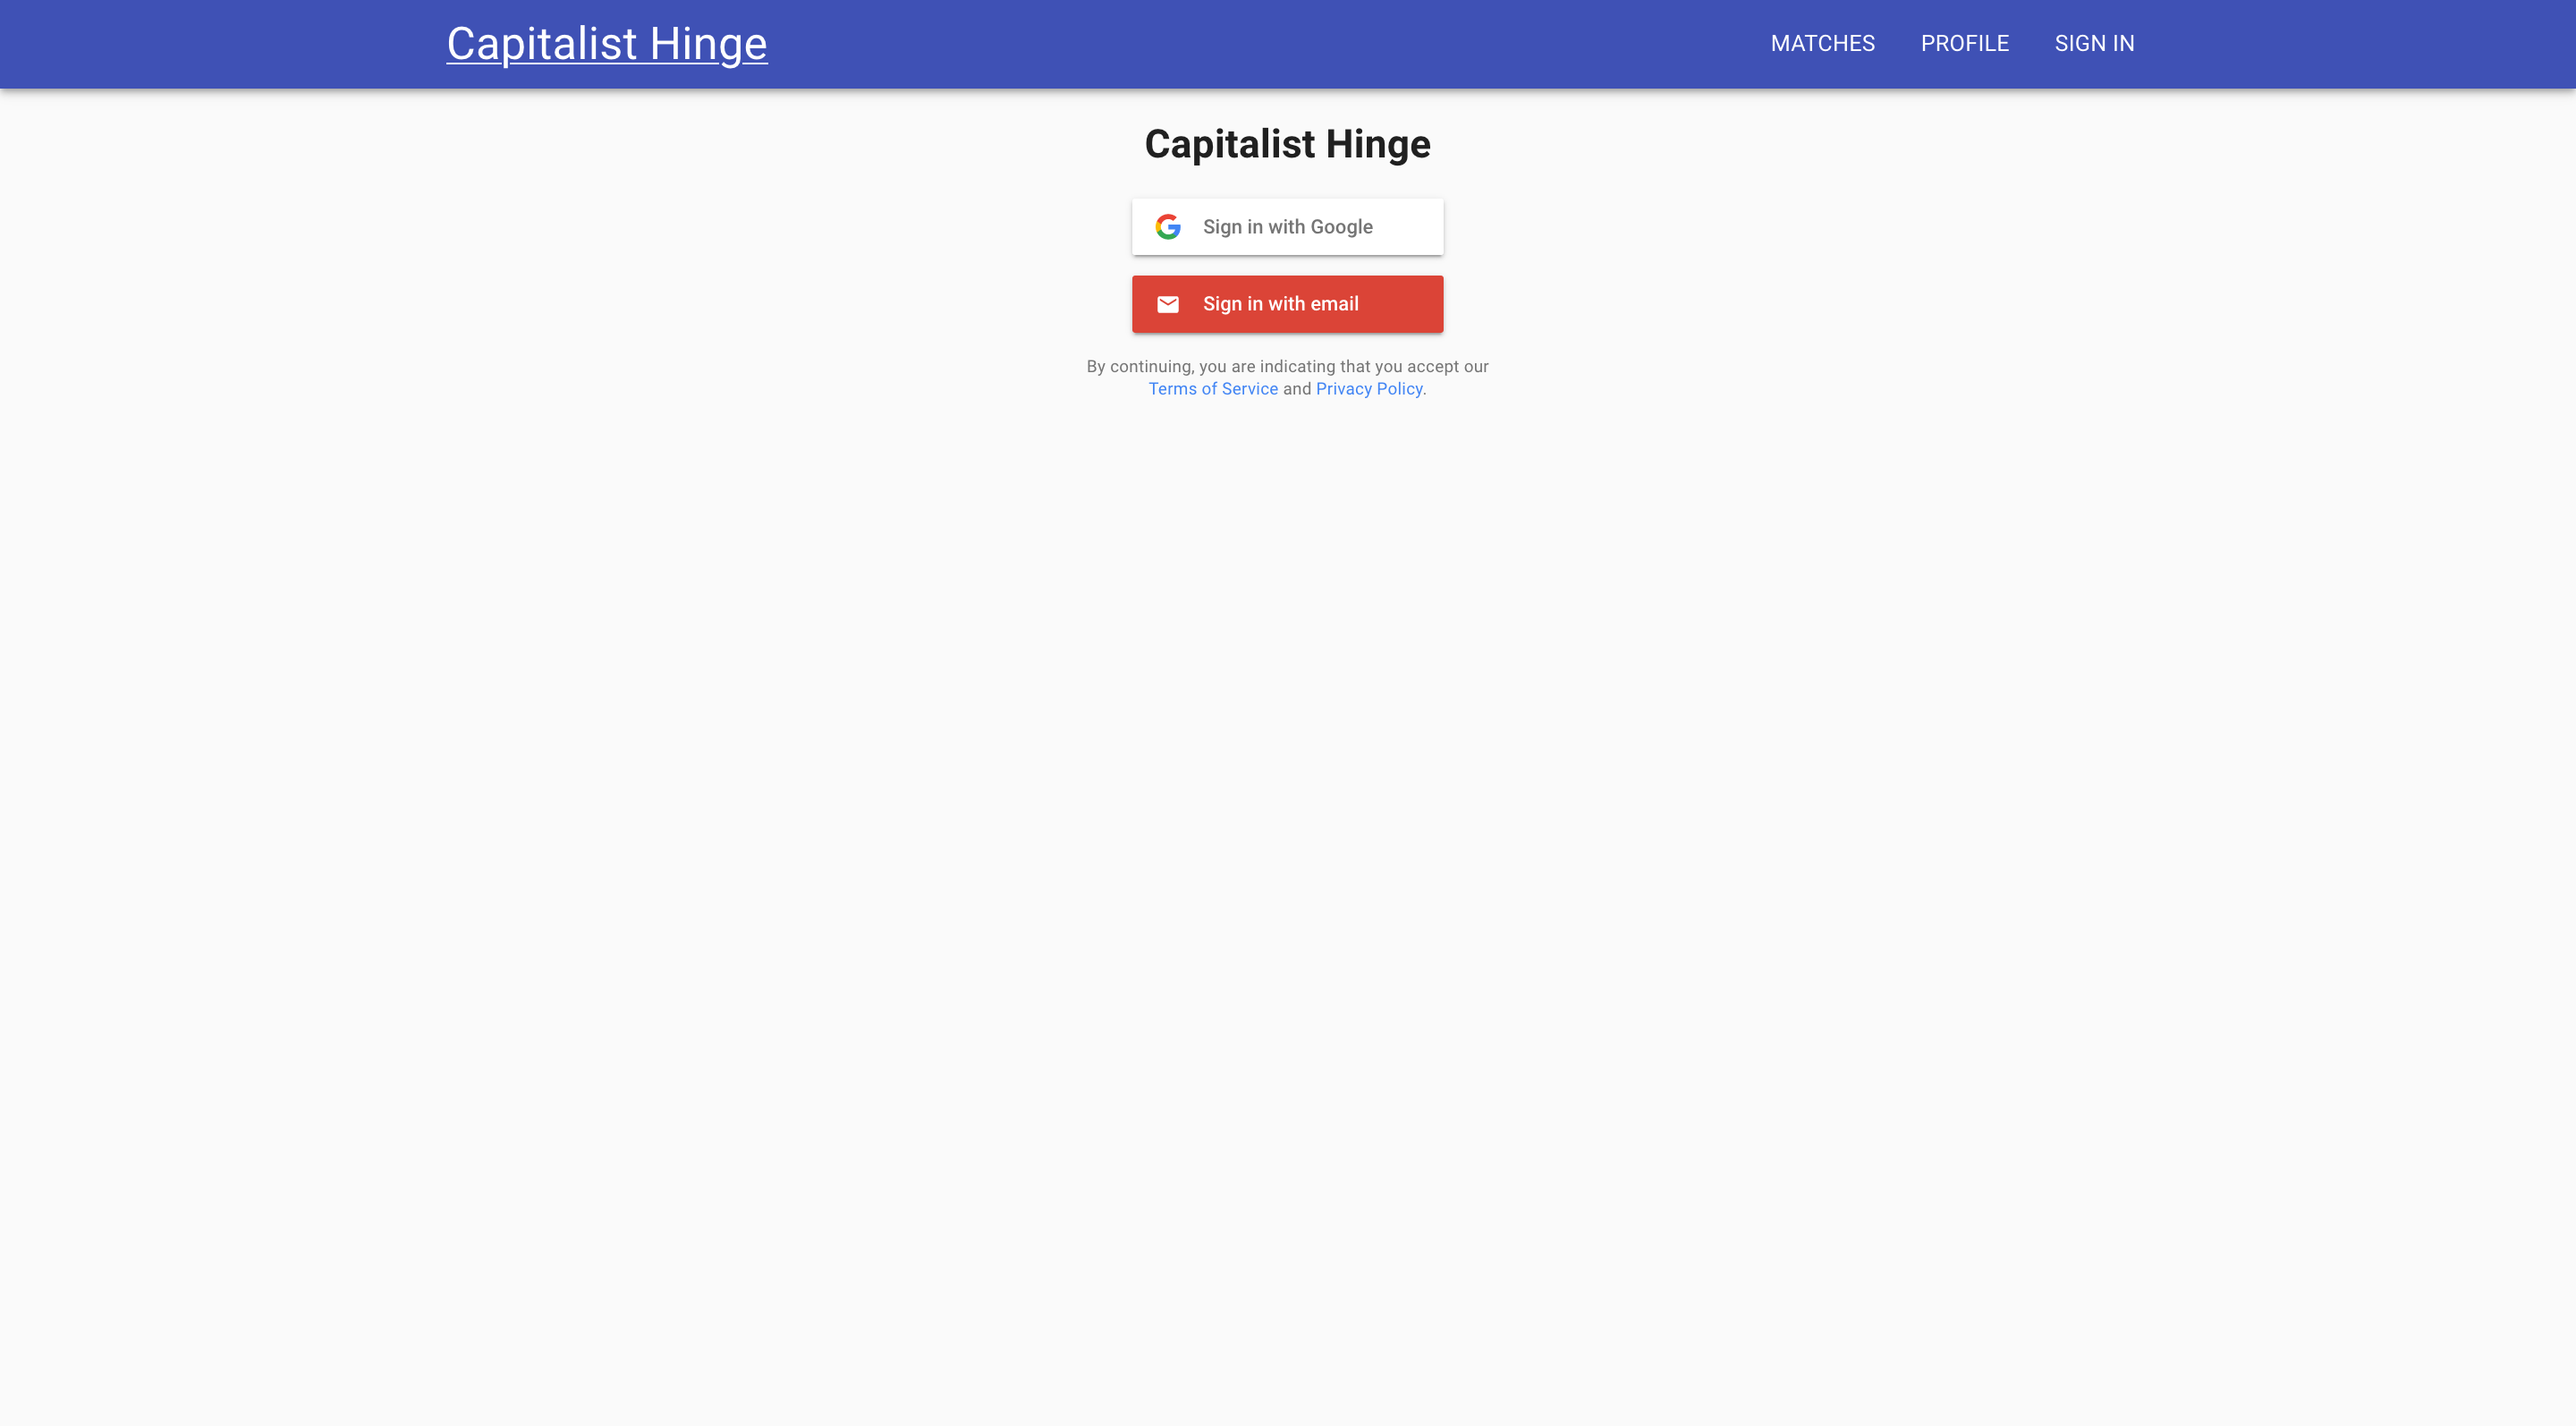 Capitalist Hinge
MATCHES PROFILE SIGN IN
Capitalist Hinge
Sign in with Google
Sign in with email
By continuing, you are indicating that you accept our
Terms of Service and Privacy Policy.